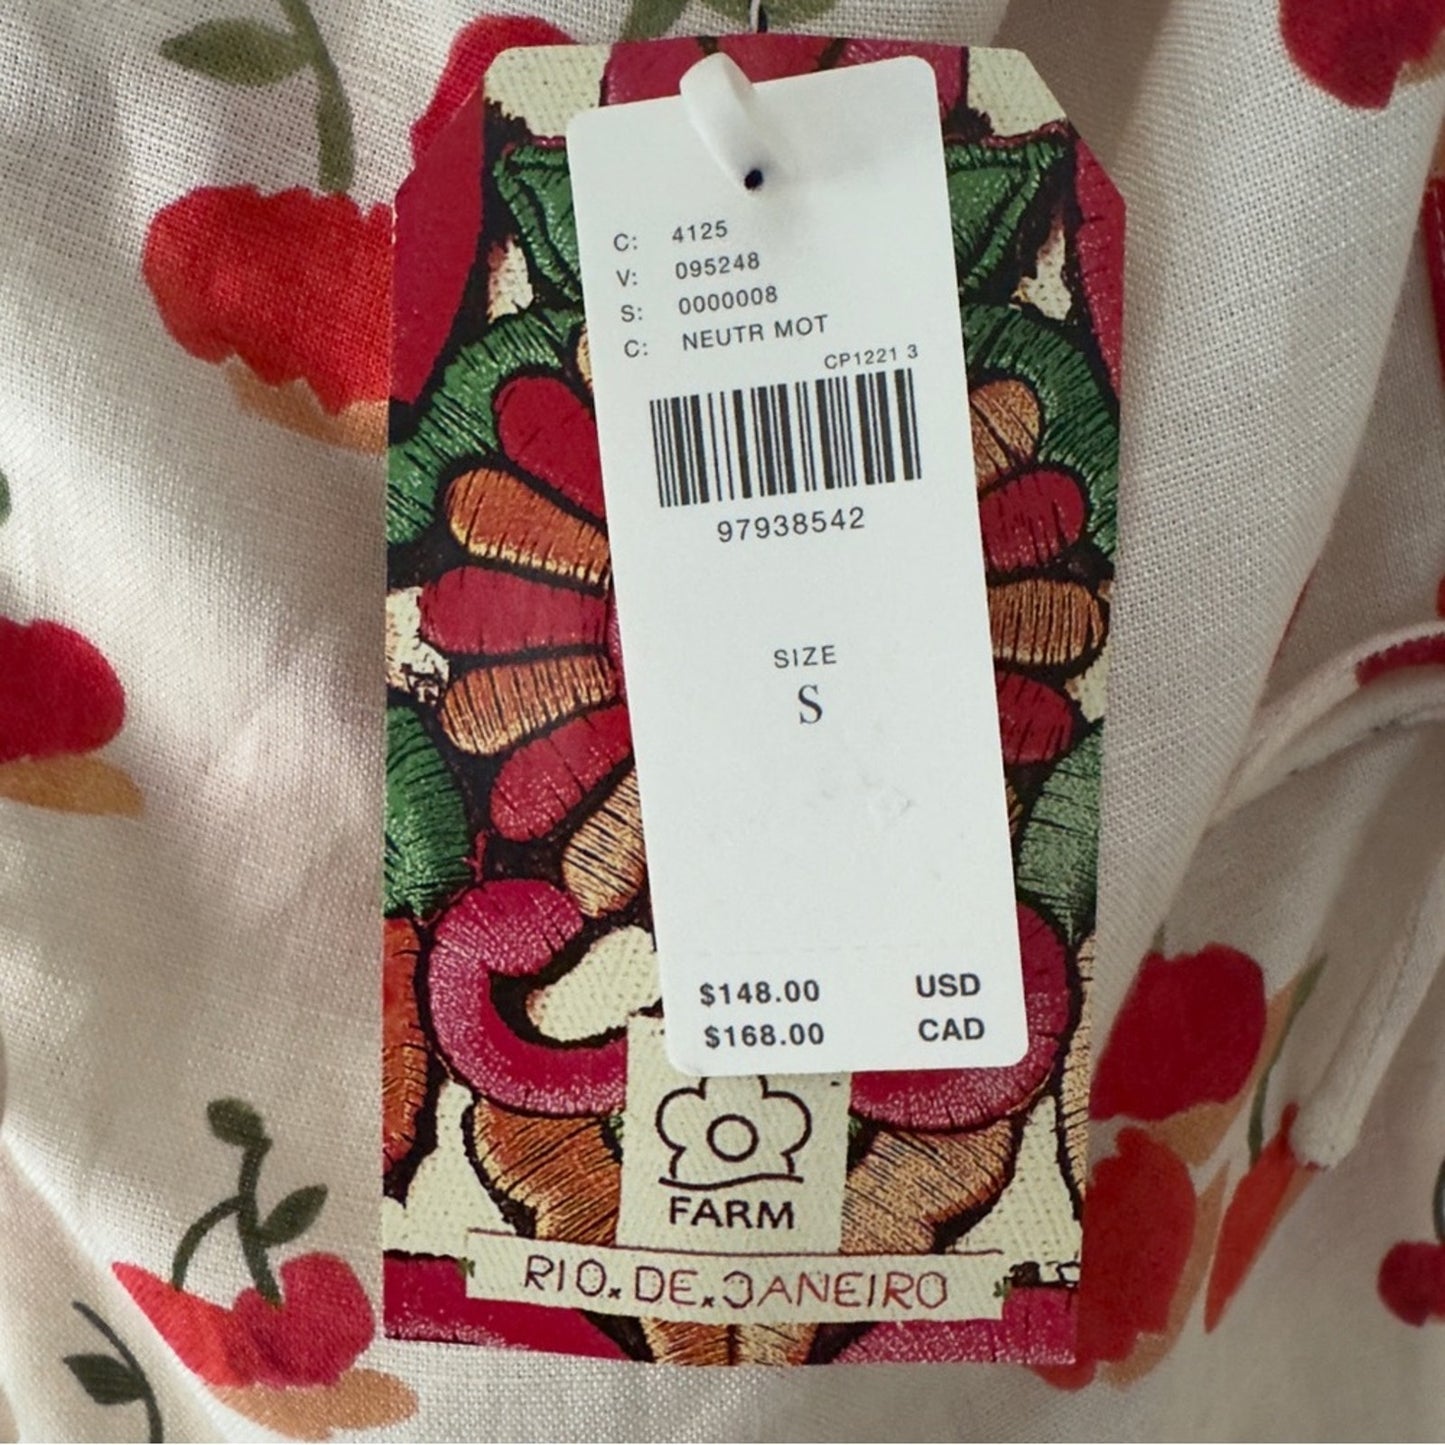 C: 4125
V: 095248
S: 0000008
C: NEUTR MOT
CP1221 3
97938542
SIZE
S
$148.00 USD
$168.00 CAD
FARM
RIO.DE.JANEIRO